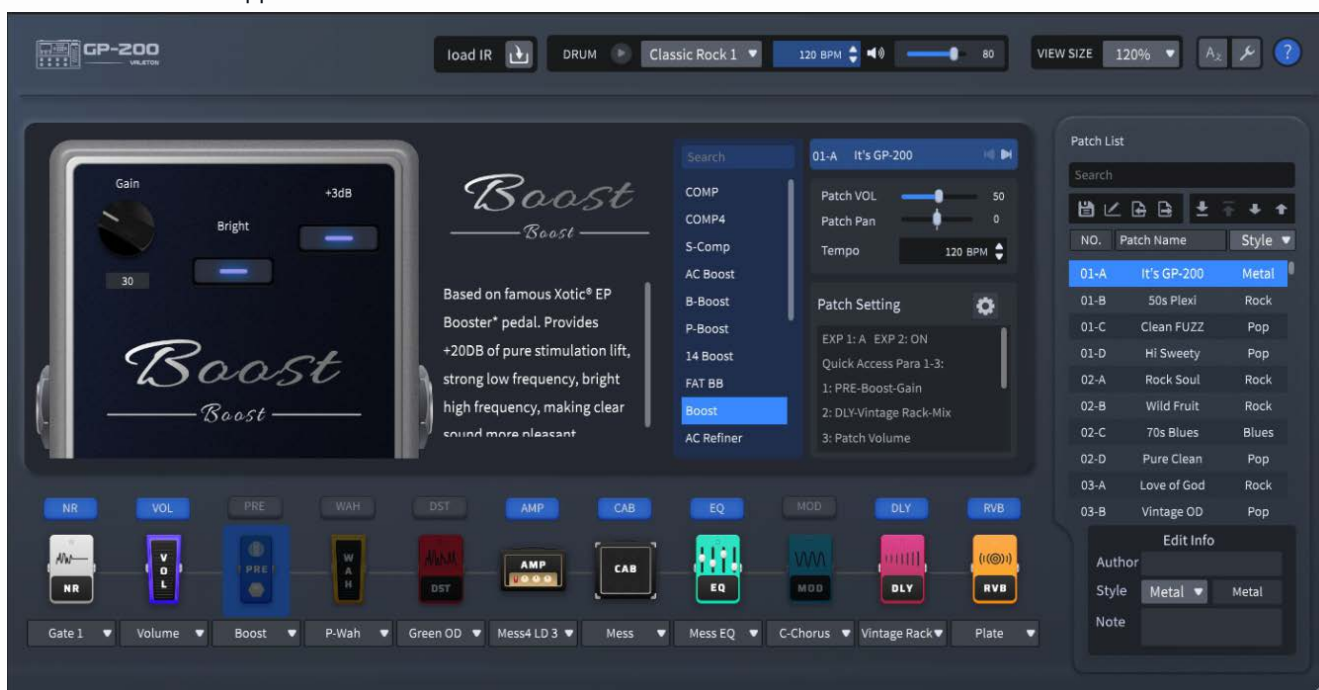 GP-200
VALETON
load IR
DRUM
Classic Rock 1
120 BPM
80
VIEW SIZE
120%
?
Gain
30
Bright
+3dB
Boost
Boost
Boost
Boost
Based on famous Xotic® EP
Booster* pedal. Provides
+20DB of pure stimulation lift,
strong low frequency, bright
high frequency, making clear
sound more pleasant
Search
COMP
COMP4
S-Comp
AC Boost
B-Boost
P-Boost
14 Boost
FAT BB
Boost
AC Refiner
01-A It's GP-200
Patch VOL 50
Patch Pan 0
Tempo 120 BPM
Patch Setting
EXP 1: A EXP 2: ON
Quick Access Para 1-3:
1: PRE-Boost-Gain
2: DLY-Vintage Rack-Mix
3: Patch Volume
Patch List
Search
NO. Patch Name Style
01-A It's GP-200 Metal
01-B 50s Plexi Rock
01-C Clean FUZZ Pop
01-D Hi Sweety Pop
02-A Rock Soul Rock
02-B Wild Fruit Rock
02-C 70s Blues Blues
02-D Pure Clean Pop
03-A Love of God Rock
03-B Vintage OD Pop
Edit Info
Author
Style Metal Metal
Note
NR VOL PRE WAH DST AMP CAB EQ MOD DLY RVB
NR VOL PRE WAH DST AMP CAB EQ MOD DLY RVB
Gate 1 Volume Boost P-Wah Green OD Mess4 LD 3 Mess Mess EQ C-Chorus Vintage Rack Plate